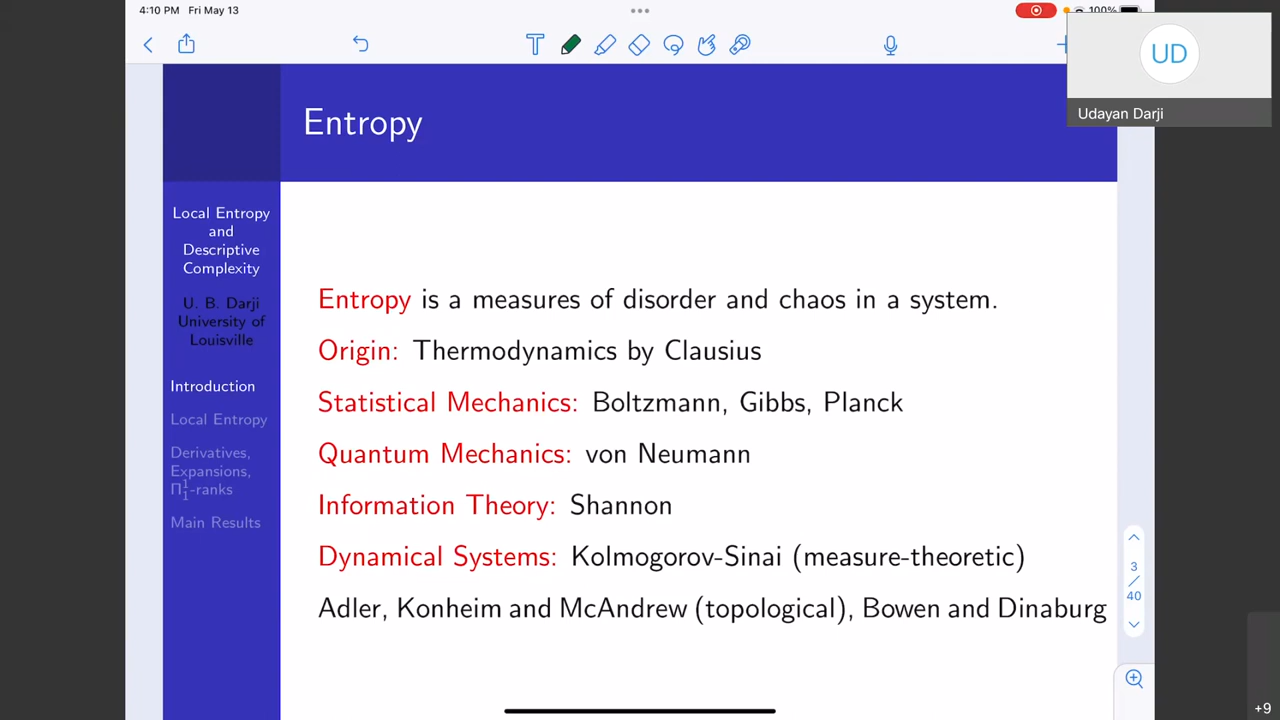 4:10 PM Fri May 13
100%
UD
Udayan Darji
Entropy
Local Entropy
and
Descriptive
Complexity
U. B. Darji
University of
Louisville
Introduction
Local Entropy
Derivatives,
Expansions,
Π¹₁-ranks
Main Results
Entropy is a measures of disorder and chaos in a system.
Origin: Thermodynamics by Clausius
Statistical Mechanics: Boltzmann, Gibbs, Planck
Quantum Mechanics: von Neumann
Information Theory: Shannon
Dynamical Systems: Kolmogorov-Sinai (measure-theoretic)
Adler, Konheim and McAndrew (topological), Bowen and Dinaburg
3
/
40
+9